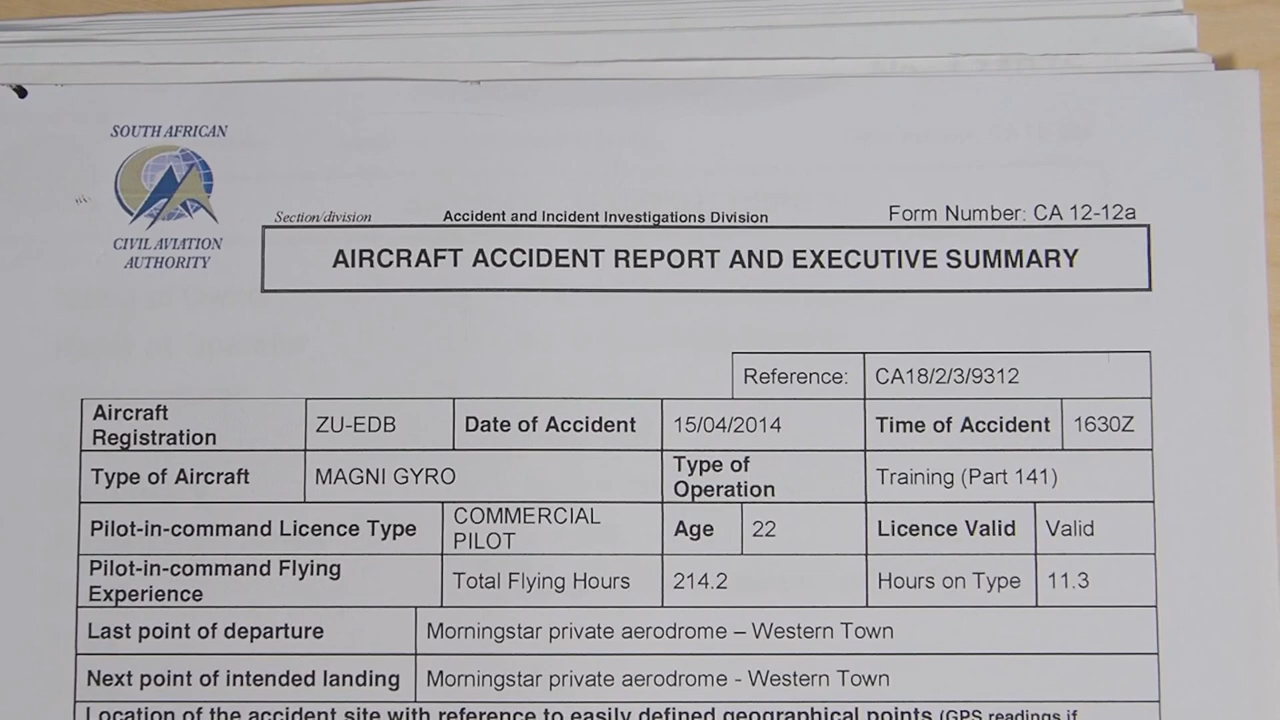 SOUTH AFRICAN
CIVIL AVIATION
AUTHORITY
Section/division Accident and Incident Investigations Division Form Number: CA 12-12a
AIRCRAFT ACCIDENT REPORT AND EXECUTIVE SUMMARY
Reference: CA18/2/3/9312
Aircraft
Registration ZU-EDB Date of Accident 15/04/2014 Time of Accident 1630Z
Type of Aircraft MAGNI GYRO Type of
Operation Training (Part 141)
Pilot-in-command Licence Type COMMERCIAL
PILOT Age 22 Licence Valid Valid
Pilot-in-command Flying
Experience Total Flying Hours 214.2 Hours on Type 11.3
Last point of departure Morningstar private aerodrome – Western Town
Next point of intended landing Morningstar private aerodrome - Western Town
Location of the accident site with reference to easily defined geographical points (GPS readings if